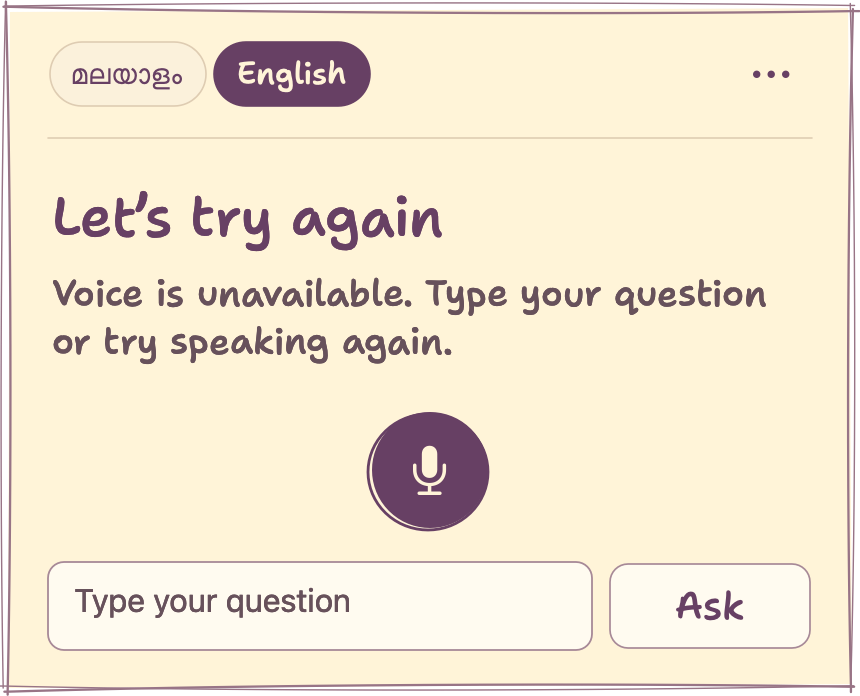 മലയാളം English
Let's try again
Voice is unavailable. Type your question
or try speaking again.
Type your question Ask